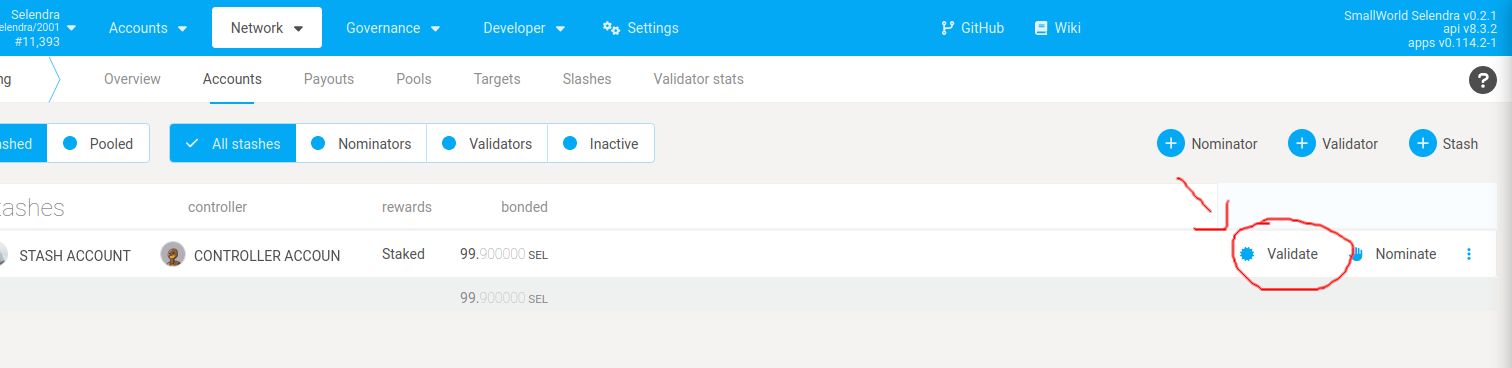 Selendra
elendra/2001
#11,393
Accounts
Network
Governance
Developer
Settings
GitHub
Wiki
SmallWorld Selendra v0.2.1
api v8.3.2
apps v0.114.2-1
ng
Overview
Accounts
Payouts
Pools
Targets
Slashes
Validator stats
?
ashed
Pooled
All stashes
Nominators
Validators
Inactive
Nominator
Validator
Stash
tashes
controller
rewards
bonded
STASH ACCOUNT
CONTROLLER ACCOUN
Staked
99.900000 SEL
Validate
Nominate
99.900000 SEL